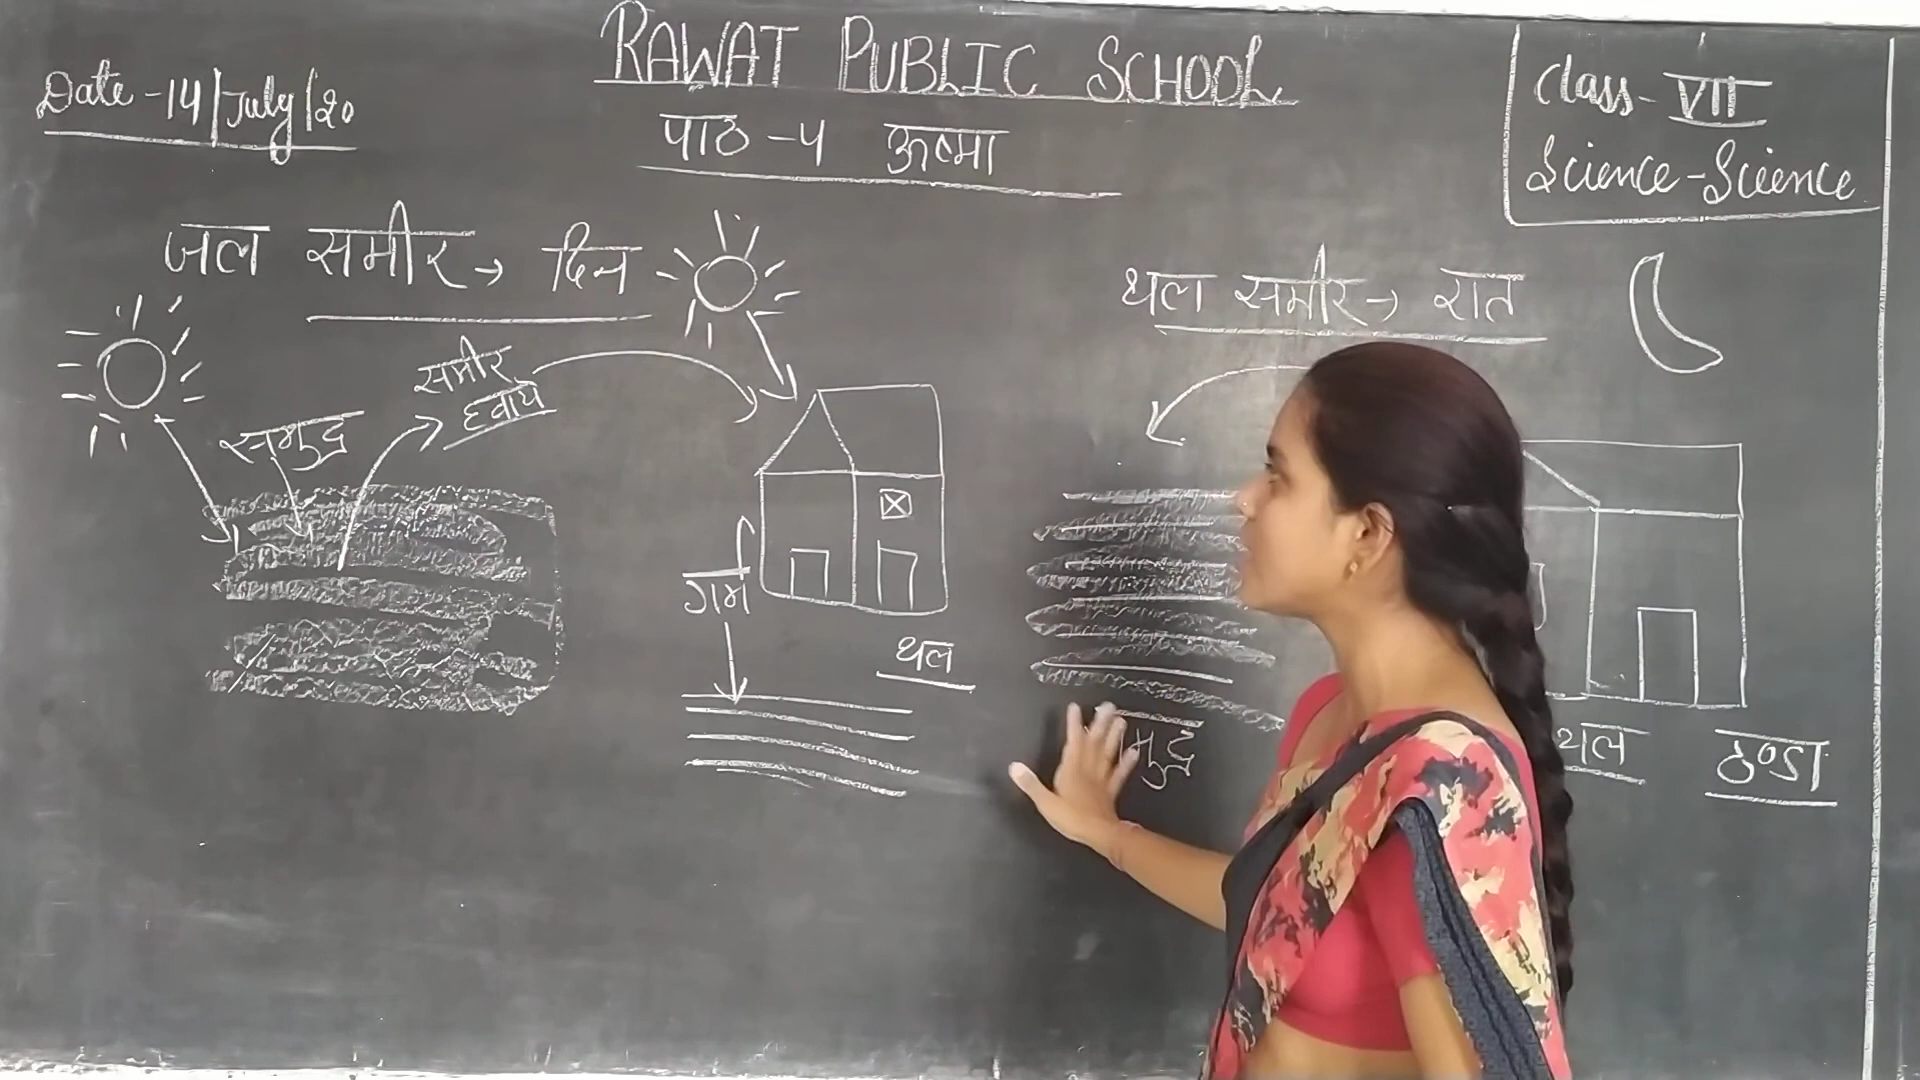 RAWAT PUBLIC SCHOOL
Date - 14/July/20
पाठ - 4 ऊष्मा
Class - VII
Science - Science
जल समीर → दिन
थल समीर → रात
समीर
हवाये
समुद्र
गर्म
थल
समुद्र
थल
ठण्डा